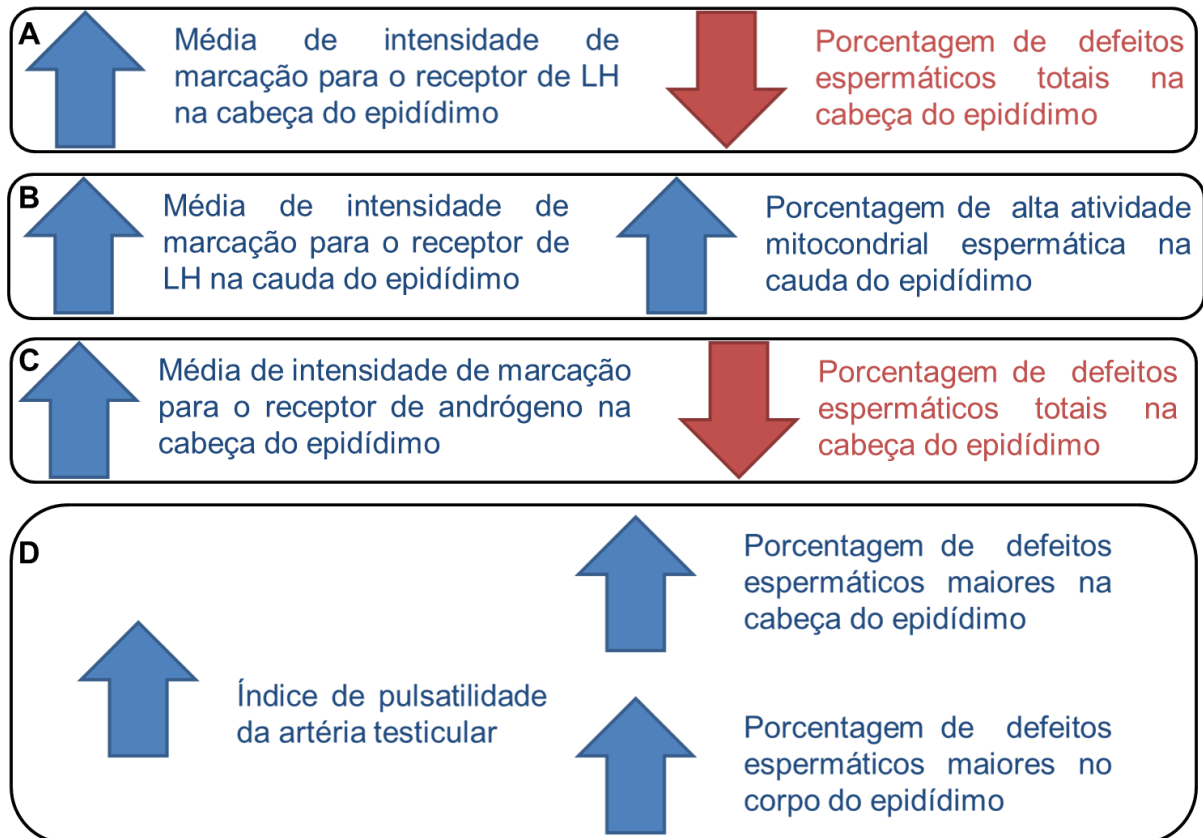 A
Média de intensidade de
marcação para o receptor de LH
na cabeça do epidídimo
Porcentagem de defeitos
espermáticos totais na
cabeça do epidídimo
B
Média de intensidade de
marcação para o receptor de
LH na cauda do epidídimo
Porcentagem de alta atividade
mitocondrial espermática na
cauda do epidídimo
C
Média de intensidade de marcação
para o receptor de andrógeno na
cabeça do epidídimo
Porcentagem de defeitos
espermáticos totais na
cabeça do epidídimo
D
Índice de pulsatilidade
da artéria testicular
Porcentagem de defeitos
espermáticos maiores na
cabeça do epidídimo
Porcentagem de defeitos
espermáticos maiores no
corpo do epidídimo